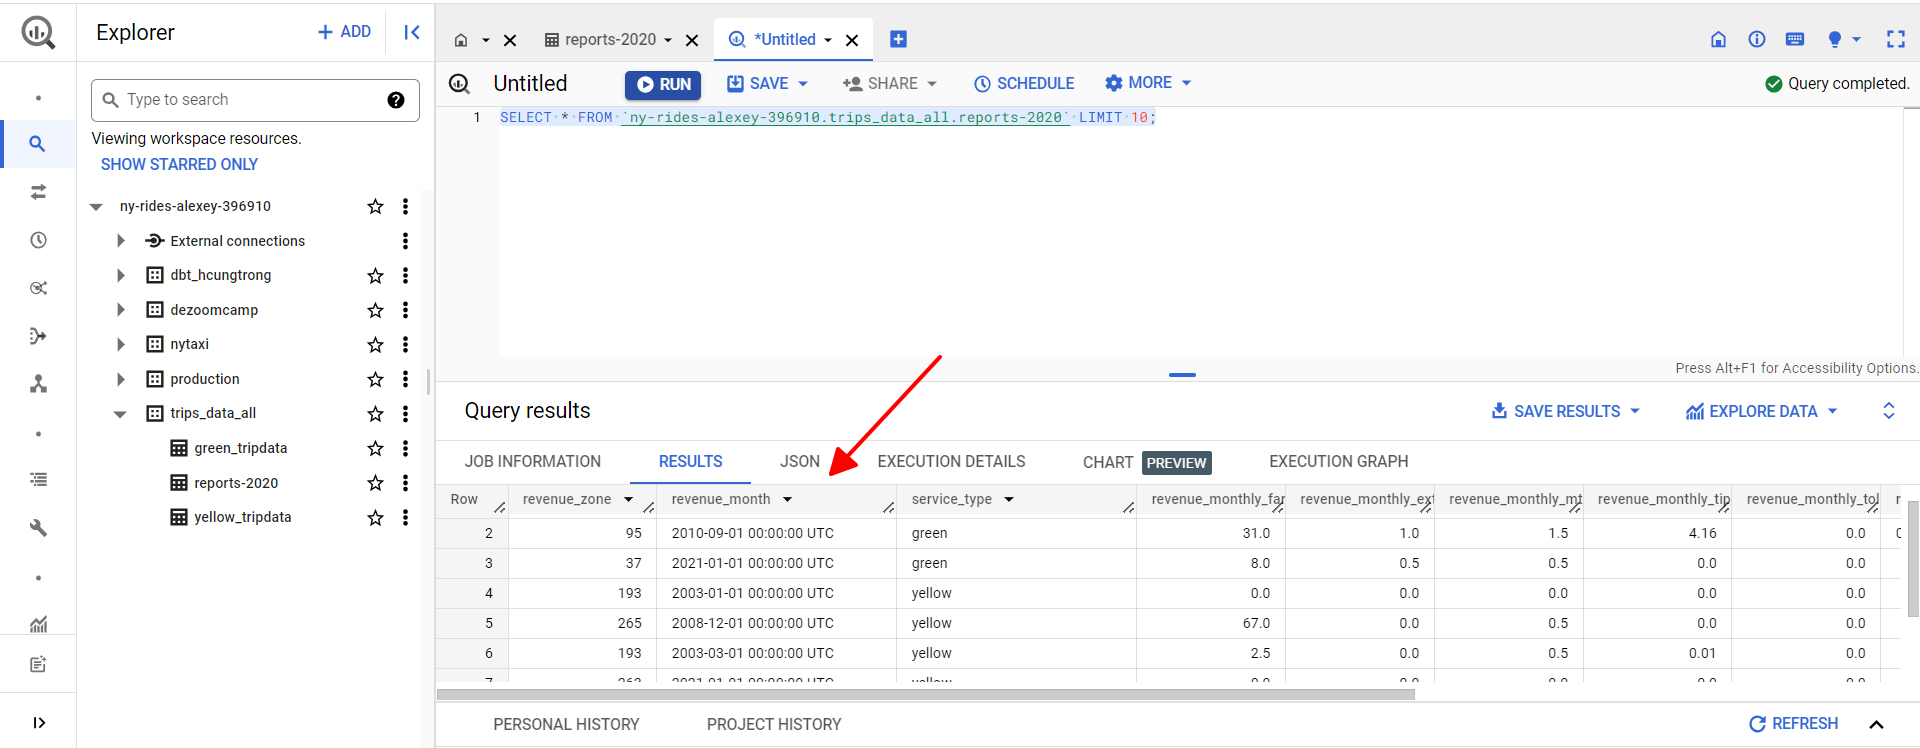 Explorer
+ ADD
Type to search
Viewing workspace resources.
SHOW STARRED ONLY
ny-rides-alexey-396910
External connections
dbt_hcungtrong
dezoomcamp
nytaxi
production
trips_data_all
green_tripdata
reports-2020
yellow_tripdata
reports-2020
*Untitled
Untitled
RUN
SAVE
SHARE
SCHEDULE
MORE
Query completed.
1 SELECT * FROM `ny-rides-alexey-396910.trips_data_all.reports-2020` LIMIT 10;
Press Alt+F1 for Accessibility Options.
Query results
SAVE RESULTS
EXPLORE DATA
JOB INFORMATION RESULTS JSON EXECUTION DETAILS CHART PREVIEW EXECUTION GRAPH
Row revenue_zone revenue_month service_type revenue_monthly_far revenue_monthly_ext revenue_monthly_mt revenue_monthly_tip revenue_monthly_tol r
2 95 2010-09-01 00:00:00 UTC green 31.0 1.0 1.5 4.16 0.0
3 37 2021-01-01 00:00:00 UTC green 8.0 0.5 0.5 0.0 0.0
4 193 2003-01-01 00:00:00 UTC yellow 0.0 0.0 0.0 0.0 0.0
5 265 2008-12-01 00:00:00 UTC yellow 67.0 0.0 0.5 0.0 0.0
6 193 2003-03-01 00:00:00 UTC yellow 2.5 0.0 0.5 0.01 0.0
PERSONAL HISTORY PROJECT HISTORY
REFRESH